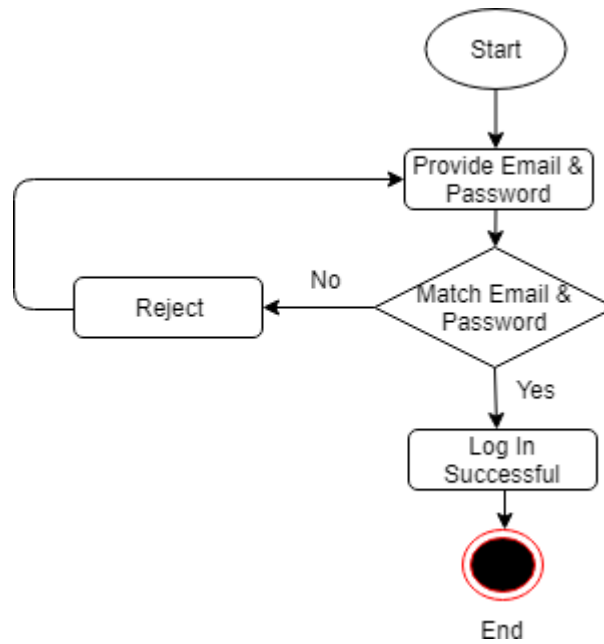 Start
Provide Email &
Password
No
Reject
Match Email &
Password
Yes
Log In
Successful
End